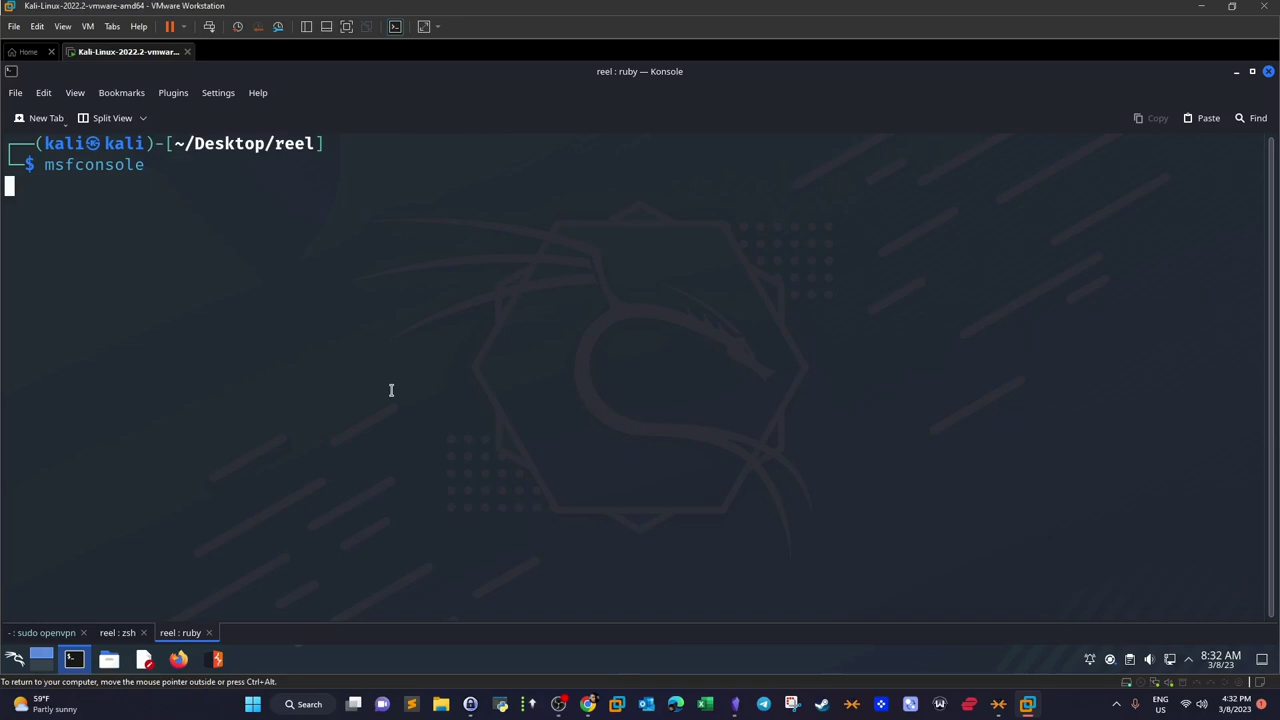 Kali-Linux-2022.2-vmware-amd64 - VMware Workstation
File Edit View VM Tabs Help
Home Kali-Linux-2022.2-vmwar...
reel : ruby — Konsole
File Edit View Bookmarks Plugins Settings Help
New Tab Split View Copy Paste Find
┌──(kali㉿kali)-[~/Desktop/reel]
└─$ msfconsole
- : sudo openvpn reel : zsh reel : ruby
8:32 AM
3/8/23
To return to your computer, move the mouse pointer outside or press Ctrl+Alt.
59°F
Partly sunny
Search
ENG
US
4:32 PM
3/8/2023